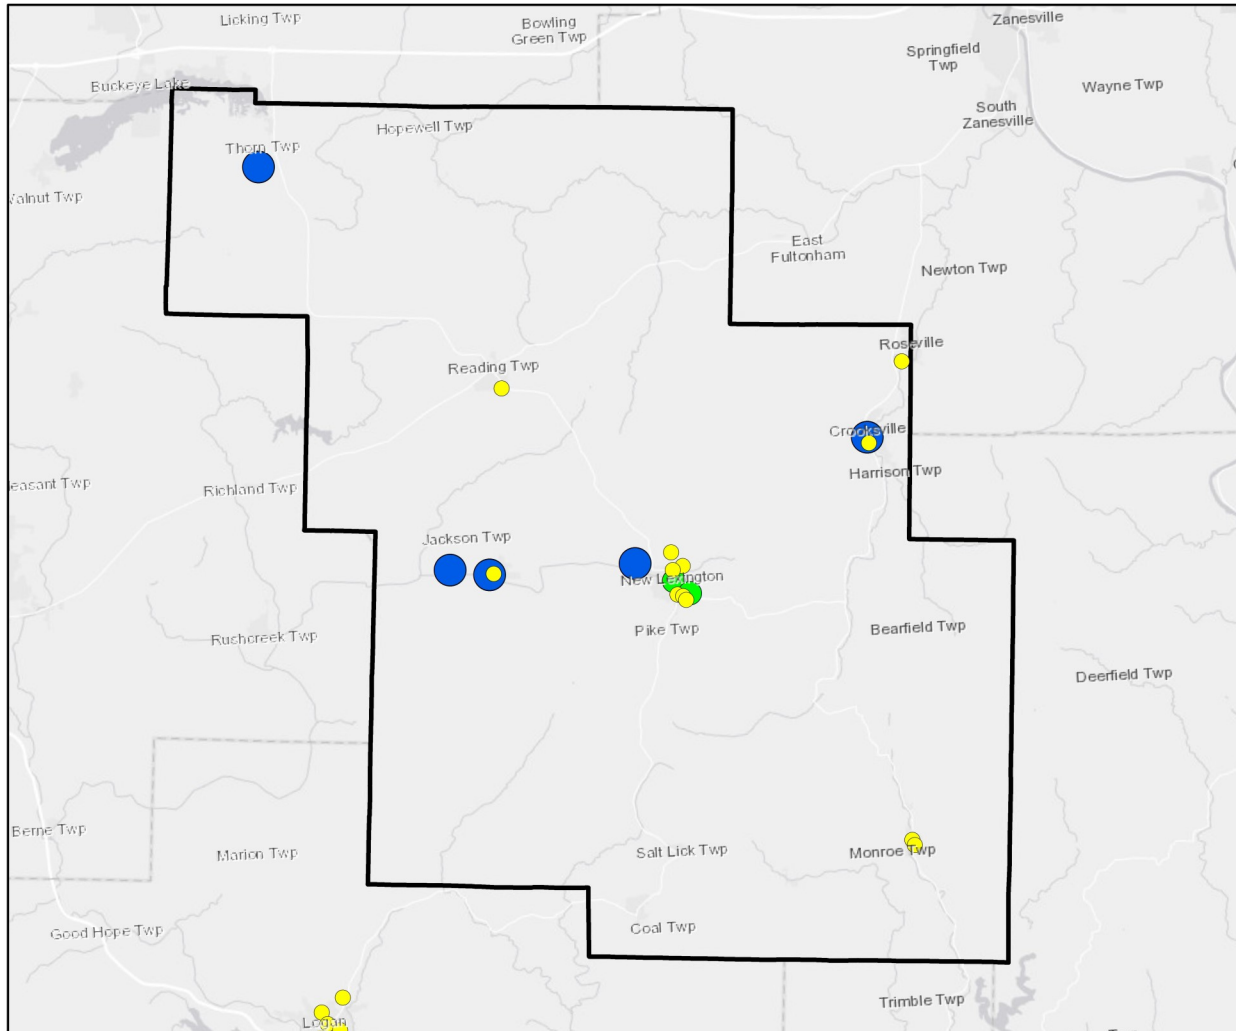 Licking Twp
Bowling
Green Twp
Zanesville
Springfield
Twp
Buckeye Lake
Wayne Twp
South
Zanesville
Hopewell Twp
Thorn Twp
Walnut Twp
East
Fultonham
Newton Twp
Roseville
Reading Twp
Crooksville
Harrison Twp
Richland Twp
easant Twp
Jackson Twp
New Lexington
Pike Twp
Bearfield Twp
Rushcreek Twp
Deerfield Twp
Berne Twp
Marion Twp
Salt Lick Twp
Monroe Twp
Good Hope Twp
Coal Twp
Trimble Twp
Logan